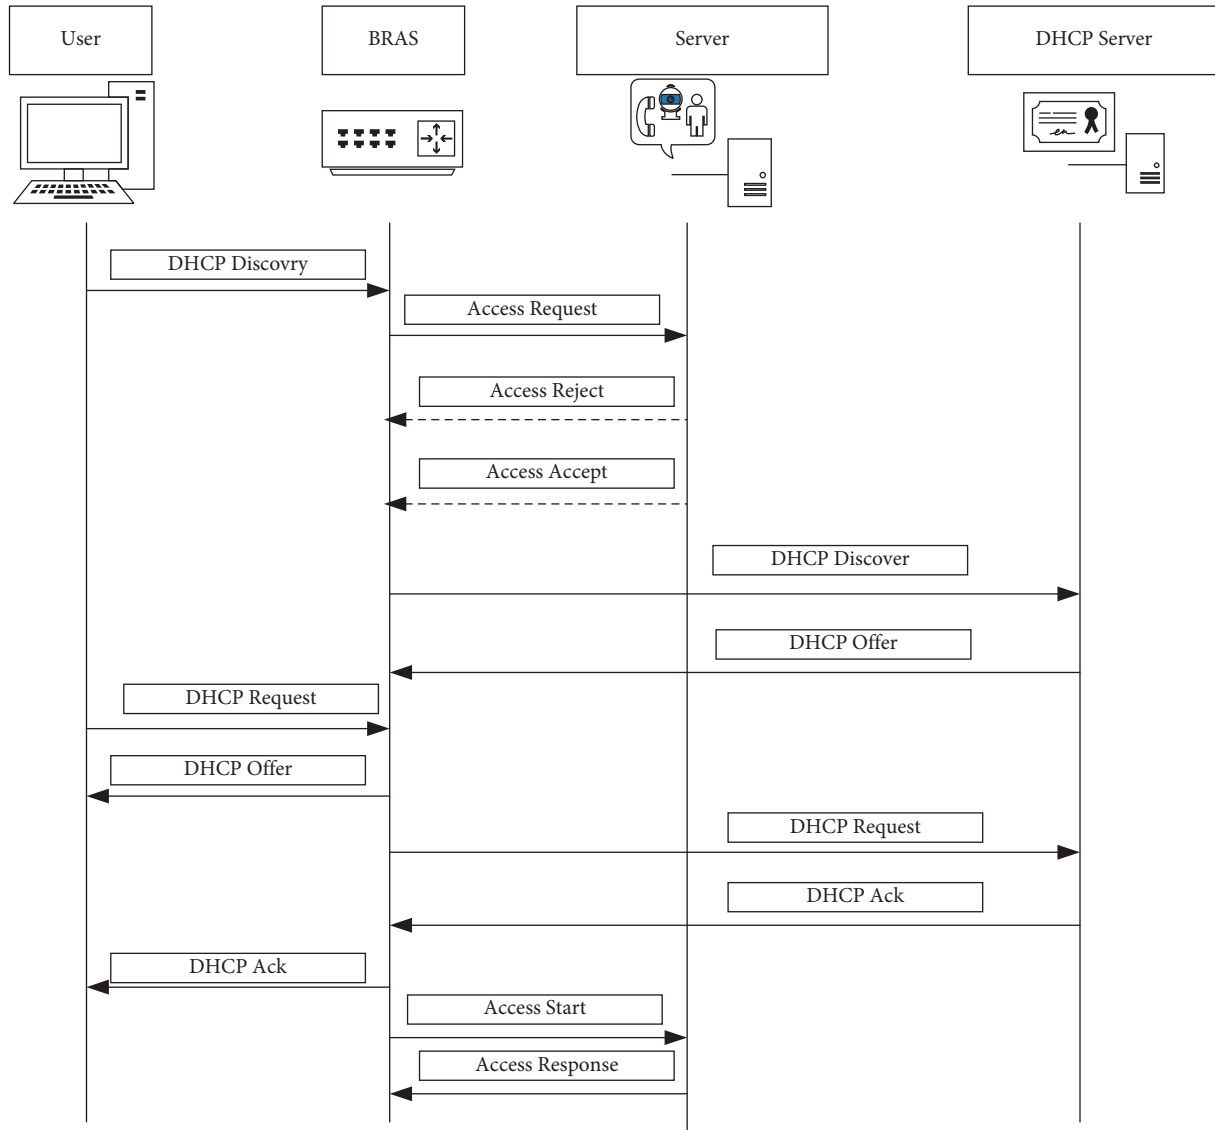 User
BRAS
Server
DHCP Server
DHCP Discovry
Access Request
Access Reject
Access Accept
DHCP Discover
DHCP Offer
DHCP Request
DHCP Offer
DHCP Request
DHCP Ack
DHCP Ack
Access Start
Access Response